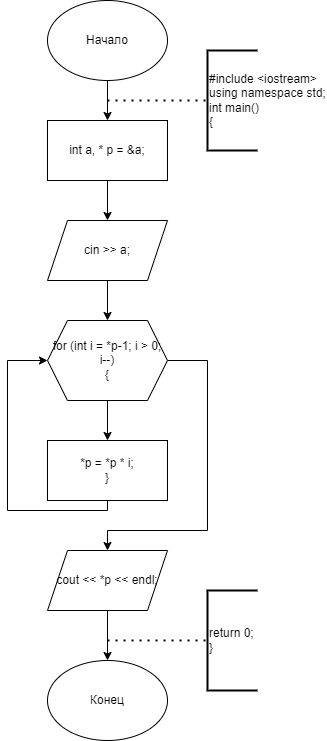 Начало
#include <iostream>
using namespace std;
int main()
{
int a, * p = &a;
cin >> a;
for (int i = *p-1; i > 0;
i--)
{
*p = *p * i;
}
cout << *p << endl;
return 0;
}
Конец